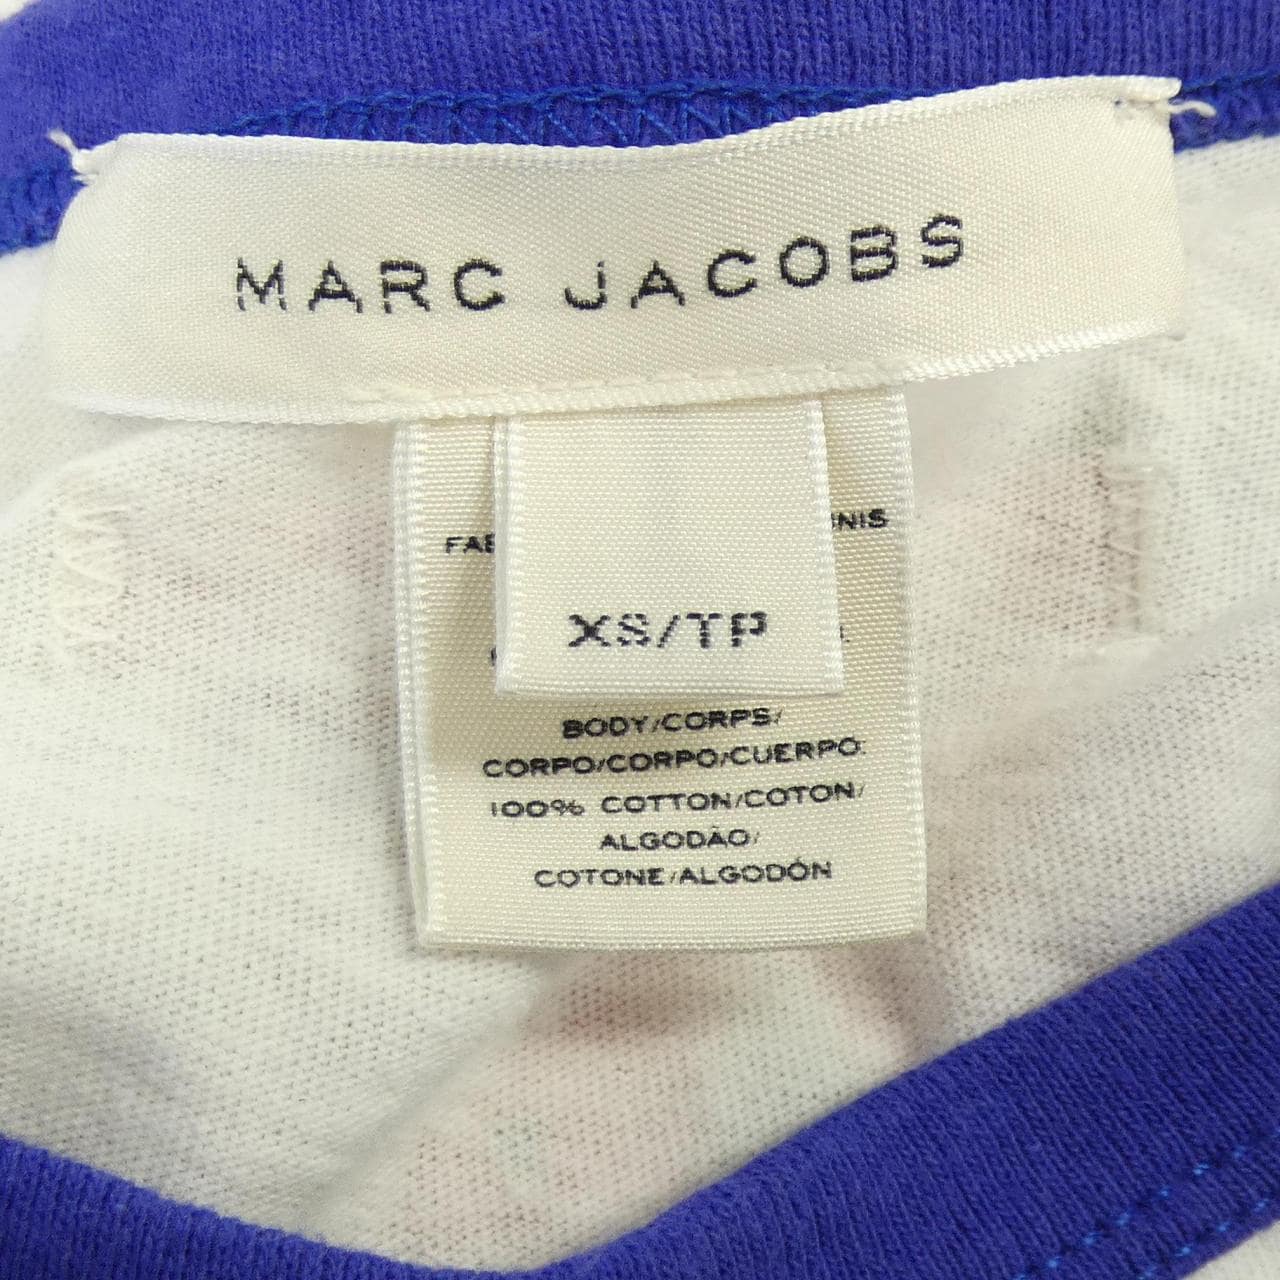 MARC JACOBS
XS/TP
BODY/CORPS/
CORPO/CORPO/CUERPO:
100% COTTON/COTON/
ALGODÃO/
COTONE/ALGODÓN